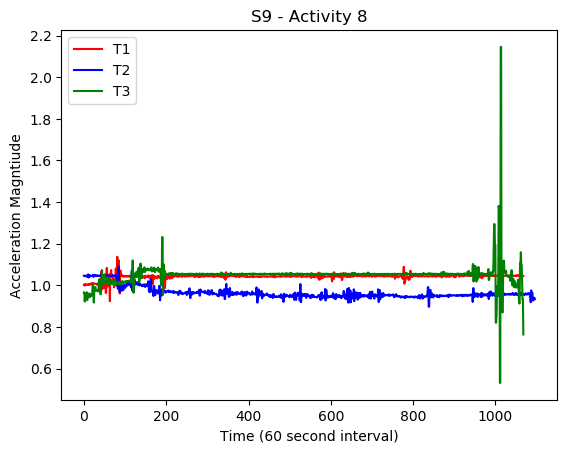 S9 - Activity 8
T1
T2
T3
Acceleration Magntiude
2.2
2.0
1.8
1.6
1.4
1.2
1.0
0.8
0.6
0 200 400 600 800 1000
Time (60 second interval)